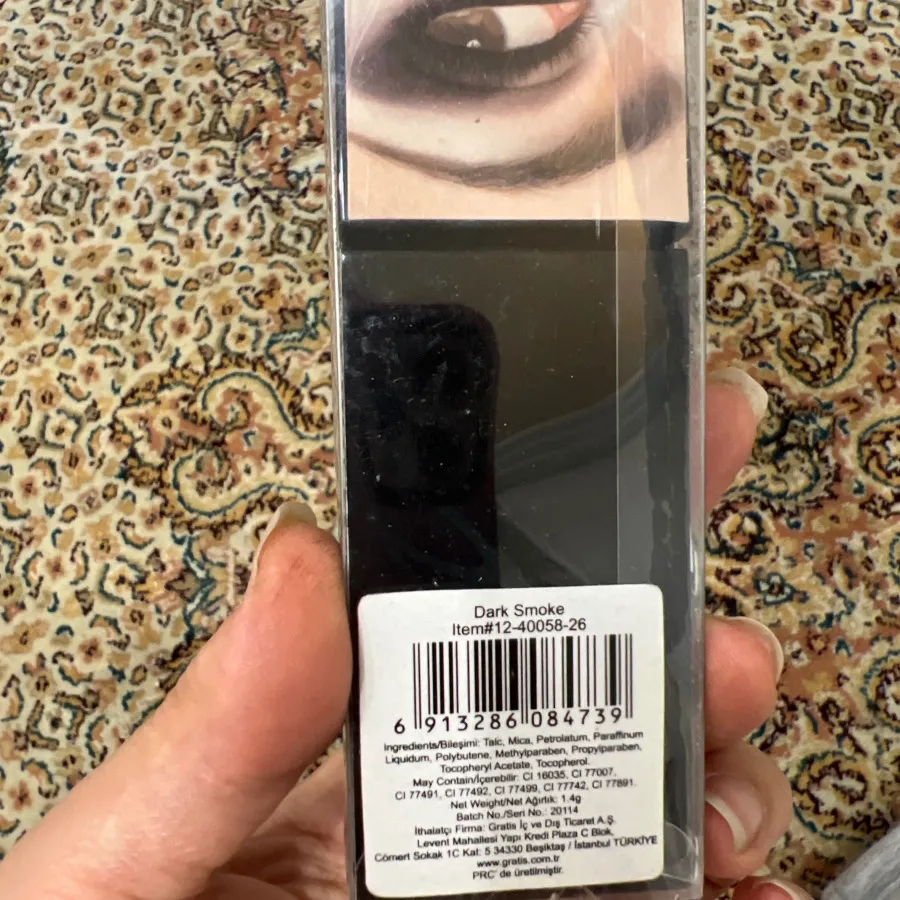 Dark Smoke
Item#12-40058-26
6 913286 084739
Ingredients/Bileşimi: Talc, Mica, Petrolatum, Paraffinum
Liquidum, Polybutene, Methylparaben, Propylparaben,
Tocopheryl Acetate, Tocopherol.
May Contain/İçerebilir: CI 16035, CI 77007,
CI 77491, CI 77492, CI 77499, CI 77742, CI 77891.
Net Weight/Net Ağırlık: 1.4g
Batch No./Seri No.: 20114
İthalatçı Firma: Gratis İç ve Dış Ticaret A.Ş.
Levent Mahallesi Yapı Kredi Plaza C Blok,
Cömert Sokak 1C Kat: 5 34330 Beşiktaş / İstanbul TÜRKİYE
www.gratis.com.tr
PRC' de üretilmiştir.